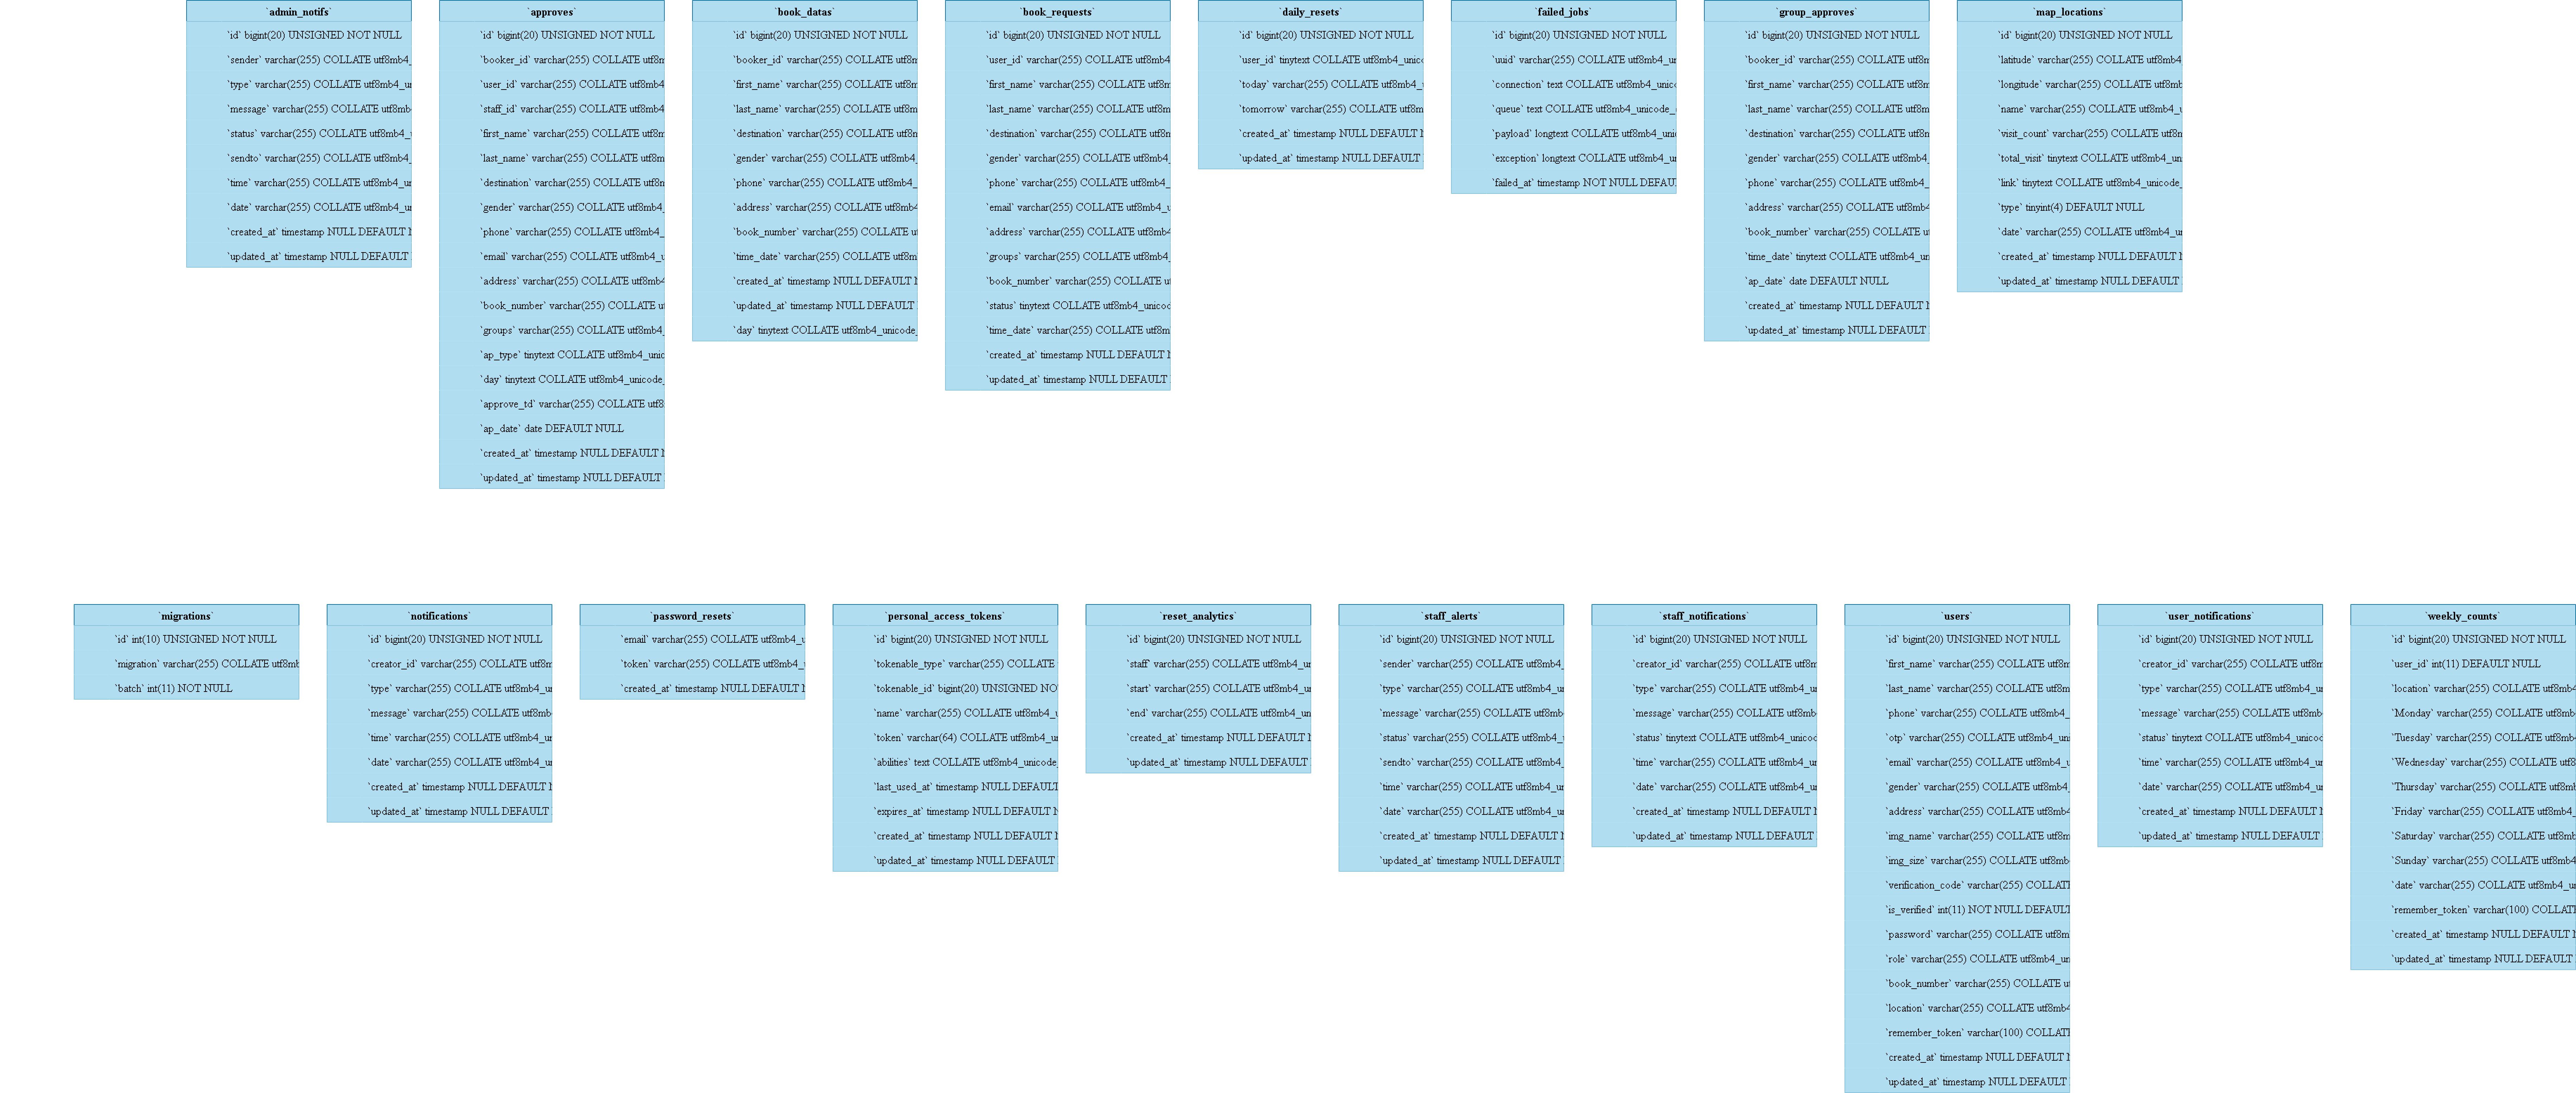 `admin_notifs`
`id` bigint(20) UNSIGNED NOT NULL
`sender` varchar(255) COLLATE utf8mb4_
`type` varchar(255) COLLATE utf8mb4_u
`message` varchar(255) COLLATE utf8mb
`status` varchar(255) COLLATE utf8mb4_
`sendto` varchar(255) COLLATE utf8mb4_
`time` varchar(255) COLLATE utf8mb4_u
`date` varchar(255) COLLATE utf8mb4_u
`created_at` timestamp NULL DEFAULT
`updated_at` timestamp NULL DEFAULT
`approves`
`id` bigint(20) UNSIGNED NOT NULL
`booker_id` varchar(255) COLLATE utf8m
`user_id` varchar(255) COLLATE utf8mb4
`staff_id` varchar(255) COLLATE utf8mb4
`first_name` varchar(255) COLLATE utf8m
`last_name` varchar(255) COLLATE utf8m
`destination` varchar(255) COLLATE utf8n
`gender` varchar(255) COLLATE utf8mb4_
`phone` varchar(255) COLLATE utf8mb4_
`email` varchar(255) COLLATE utf8mb4_u
`address` varchar(255) COLLATE utf8mb4
`book_number` varchar(255) COLLATE ut
`groups` varchar(255) COLLATE utf8mb4_
`ap_type` tinytext COLLATE utf8mb4_unic
`day` tinytext COLLATE utf8mb4_unicode_
`approve_td` varchar(255) COLLATE utf8
`ap_date` date DEFAULT NULL
`created_at` timestamp NULL DEFAULT
`updated_at` timestamp NULL DEFAULT
`book_datas`
`id` bigint(20) UNSIGNED NOT NULL
`booker_id` varchar(255) COLLATE utf8m
`first_name` varchar(255) COLLATE utf8m
`last_name` varchar(255) COLLATE utf8m
`destination` varchar(255) COLLATE utf8n
`gender` varchar(255) COLLATE utf8mb4_
`phone` varchar(255) COLLATE utf8mb4_
`address` varchar(255) COLLATE utf8mb4
`book_number` varchar(255) COLLATE ut
`time_date` varchar(255) COLLATE utf8m
`created_at` timestamp NULL DEFAULT
`updated_at` timestamp NULL DEFAULT
`day` tinytext COLLATE utf8mb4_unicode_
`book_requests`
`id` bigint(20) UNSIGNED NOT NULL
`user_id` varchar(255) COLLATE utf8mb4
`first_name` varchar(255) COLLATE utf8m
`last_name` varchar(255) COLLATE utf8m
`destination` varchar(255) COLLATE utf8n
`gender` varchar(255) COLLATE utf8mb4_
`phone` varchar(255) COLLATE utf8mb4_
`email` varchar(255) COLLATE utf8mb4_u
`address` varchar(255) COLLATE utf8mb4
`groups` varchar(255) COLLATE utf8mb4_
`book_number` varchar(255) COLLATE ut
`status` tinytext COLLATE utf8mb4_unicoc
`time_date` varchar(255) COLLATE utf8m
`created_at` timestamp NULL DEFAULT
`updated_at` timestamp NULL DEFAULT
`daily_resets`
`id` bigint(20) UNSIGNED NOT NULL
`user_id` tinytext COLLATE utf8mb4_unic
`today` varchar(255) COLLATE utf8mb4_
`tomorrow` varchar(255) COLLATE utf8m
`created_at` timestamp NULL DEFAULT
`updated_at` timestamp NULL DEFAULT
`failed_jobs`
`id` bigint(20) UNSIGNED NOT NULL
`uuid` varchar(255) COLLATE utf8mb4_u
`connection` text COLLATE utf8mb4_unic
`queue` text COLLATE utf8mb4_unicode_
`payload` longtext COLLATE utf8mb4_uni
`exception` longtext COLLATE utf8mb4_u
`failed_at` timestamp NOT NULL DEFAU
`group_approves`
`id` bigint(20) UNSIGNED NOT NULL
`booker_id` varchar(255) COLLATE utf8m
`first_name` varchar(255) COLLATE utf8m
`last_name` varchar(255) COLLATE utf8m
`destination` varchar(255) COLLATE utf8n
`gender` varchar(255) COLLATE utf8mb4_
`phone` varchar(255) COLLATE utf8mb4_
`address` varchar(255) COLLATE utf8mb4
`book_number` varchar(255) COLLATE ut
`time_date` tinytext COLLATE utf8mb4_un
`ap_date` date DEFAULT NULL
`created_at` timestamp NULL DEFAULT
`updated_at` timestamp NULL DEFAULT
`map_locations`
`id` bigint(20) UNSIGNED NOT NULL
`latitude` varchar(255) COLLATE utf8mb4
`longitude` varchar(255) COLLATE utf8mb
`name` varchar(255) COLLATE utf8mb4_u
`visit_count` varchar(255) COLLATE utf8n
`total_visit` tinytext COLLATE utf8mb4_un
`link` tinytext COLLATE utf8mb4_unicode_
`type` tinyint(4) DEFAULT NULL
`date` varchar(255) COLLATE utf8mb4_u
`created_at` timestamp NULL DEFAULT
`updated_at` timestamp NULL DEFAULT
`migrations`
`id` int(10) UNSIGNED NOT NULL
`migration` varchar(255) COLLATE utf8mb
`batch` int(11) NOT NULL
`notifications`
`id` bigint(20) UNSIGNED NOT NULL
`creator_id` varchar(255) COLLATE utf8m
`type` varchar(255) COLLATE utf8mb4_u
`message` varchar(255) COLLATE utf8mb
`time` varchar(255) COLLATE utf8mb4_u
`date` varchar(255) COLLATE utf8mb4_u
`created_at` timestamp NULL DEFAULT
`updated_at` timestamp NULL DEFAULT
`password_resets`
`email` varchar(255) COLLATE utf8mb4_u
`token` varchar(255) COLLATE utf8mb4_
`created_at` timestamp NULL DEFAULT
`personal_access_tokens`
`id` bigint(20) UNSIGNED NOT NULL
`tokenable_type` varchar(255) COLLATE
`tokenable_id` bigint(20) UNSIGNED NO
`name` varchar(255) COLLATE utf8mb4_u
`token` varchar(64) COLLATE utf8mb4_u
`abilities` text COLLATE utf8mb4_unicode_
`last_used_at` timestamp NULL DEFAULT
`expires_at` timestamp NULL DEFAULT
`created_at` timestamp NULL DEFAULT
`updated_at` timestamp NULL DEFAULT
`reset_analytics`
`id` bigint(20) UNSIGNED NOT NULL
`staff` varchar(255) COLLATE utf8mb4_u
`start` varchar(255) COLLATE utf8mb4_u
`end` varchar(255) COLLATE utf8mb4_un
`created_at` timestamp NULL DEFAULT
`updated_at` timestamp NULL DEFAULT
`staff_alerts`
`id` bigint(20) UNSIGNED NOT NULL
`sender` varchar(255) COLLATE utf8mb4_
`type` varchar(255) COLLATE utf8mb4_u
`message` varchar(255) COLLATE utf8mb
`status` varchar(255) COLLATE utf8mb4_
`sendto` varchar(255) COLLATE utf8mb4_
`time` varchar(255) COLLATE utf8mb4_u
`date` varchar(255) COLLATE utf8mb4_u
`created_at` timestamp NULL DEFAULT
`updated_at` timestamp NULL DEFAULT
`staff_notifications`
`id` bigint(20) UNSIGNED NOT NULL
`creator_id` varchar(255) COLLATE utf8m
`type` varchar(255) COLLATE utf8mb4_u
`message` varchar(255) COLLATE utf8mb
`status` tinytext COLLATE utf8mb4_unicoc
`time` varchar(255) COLLATE utf8mb4_u
`date` varchar(255) COLLATE utf8mb4_u
`created_at` timestamp NULL DEFAULT
`updated_at` timestamp NULL DEFAULT
`users`
`id` bigint(20) UNSIGNED NOT NULL
`first_name` varchar(255) COLLATE utf8m
`last_name` varchar(255) COLLATE utf8m
`phone` varchar(255) COLLATE utf8mb4_
`otp` varchar(255) COLLATE utf8mb4_un
`email` varchar(255) COLLATE utf8mb4_u
`gender` varchar(255) COLLATE utf8mb4_
`address` varchar(255) COLLATE utf8mb4
`img_name` varchar(255) COLLATE utf8m
`img_size` varchar(255) COLLATE utf8mb
`verification_code` varchar(255) COLLAT
`is_verified` int(11) NOT NULL DEFAULT
`password` varchar(255) COLLATE utf8m
`role` varchar(255) COLLATE utf8mb4_un
`book_number` varchar(255) COLLATE ut
`location` varchar(255) COLLATE utf8mb4
`remember_token` varchar(100) COLLAT
`created_at` timestamp NULL DEFAULT
`updated_at` timestamp NULL DEFAULT
`user_notifications`
`id` bigint(20) UNSIGNED NOT NULL
`creator_id` varchar(255) COLLATE utf8m
`type` varchar(255) COLLATE utf8mb4_u
`message` varchar(255) COLLATE utf8mb
`status` tinytext COLLATE utf8mb4_unicoc
`time` varchar(255) COLLATE utf8mb4_u
`date` varchar(255) COLLATE utf8mb4_u
`created_at` timestamp NULL DEFAULT
`updated_at` timestamp NULL DEFAULT
`weekly_counts`
`id` bigint(20) UNSIGNED NOT NULL
`user_id` int(11) DEFAULT NULL
`location` varchar(255) COLLATE utf8mb4
`Monday` varchar(255) COLLATE utf8mb
`Tuesday` varchar(255) COLLATE utf8mb
`Wednesday` varchar(255) COLLATE utf8
`Thursday` varchar(255) COLLATE utf8mb
`Friday` varchar(255) COLLATE utf8mb4_
`Saturday` varchar(255) COLLATE utf8mb
`Sunday` varchar(255) COLLATE utf8mb4
`date` varchar(255) COLLATE utf8mb4_u
`remember_token` varchar(100) COLLAT
`created_at` timestamp NULL DEFAULT
`updated_at` timestamp NULL DEFAULT